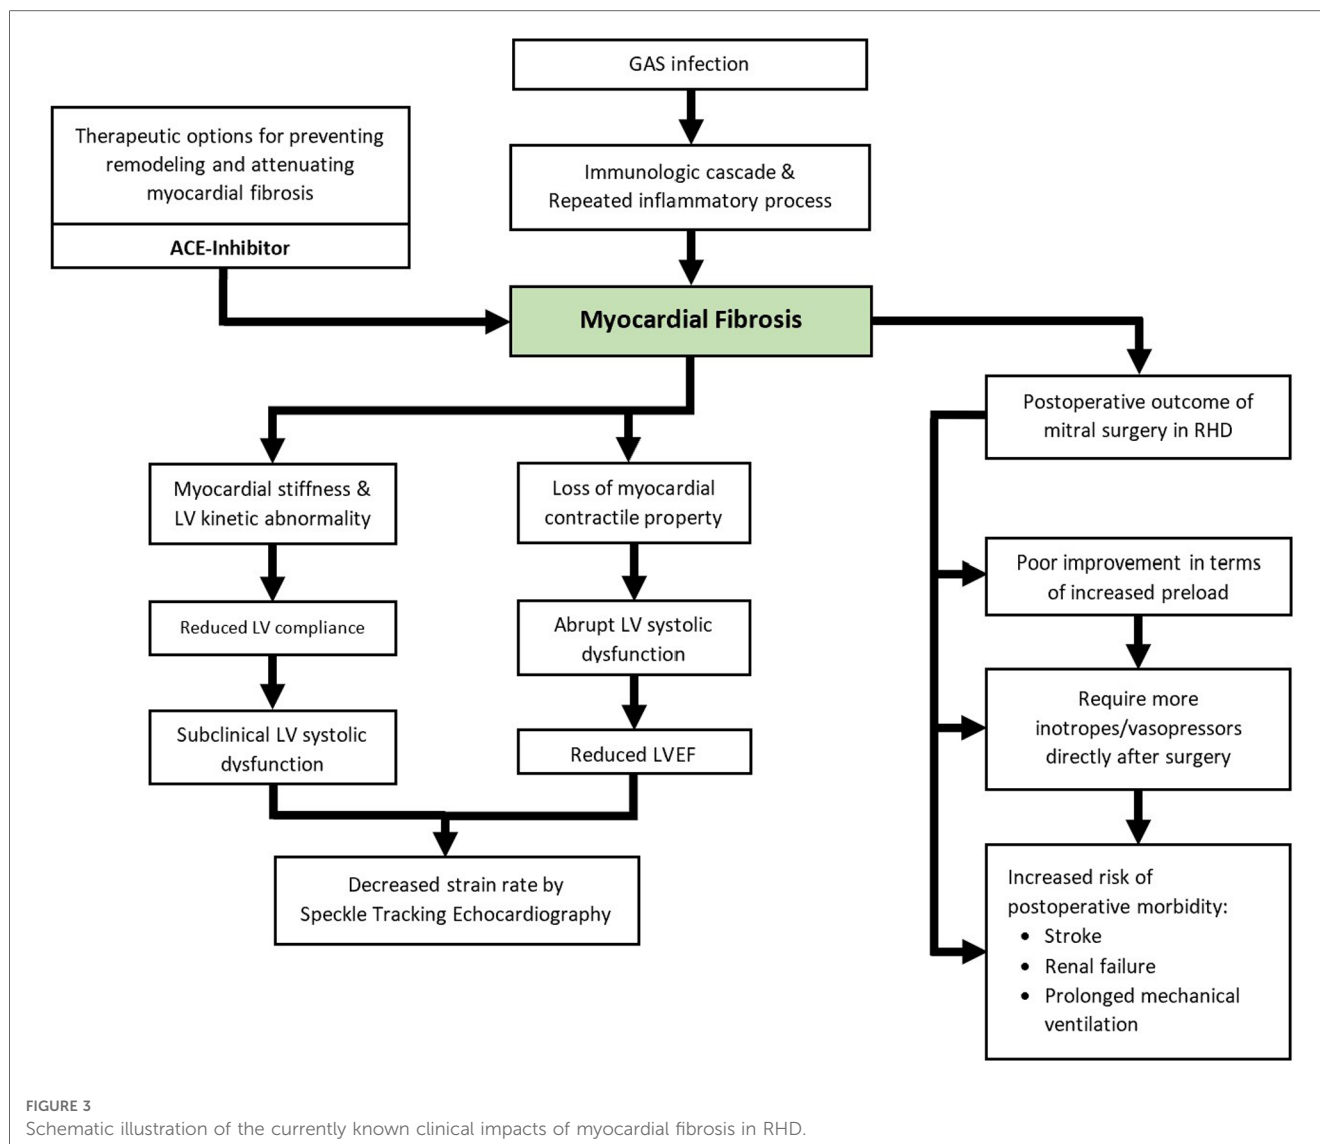 GAS infection
Therapeutic options for preventing
remodeling and attenuating
myocardial fibrosis
ACE-Inhibitor
Immunologic cascade &
Repeated inflammatory process
Myocardial Fibrosis
Myocardial stiffness &
LV kinetic abnormality
Reduced LV compliance
Subclinical LV systolic
dysfunction
Loss of myocardial
contractile property
Abrupt LV systolic
dysfunction
Reduced LVEF
Decreased strain rate by
Speckle Tracking Echocardiography
Postoperative outcome of
mitral surgery in RHD
Poor improvement in terms
of increased preload
Require more
inotropes/vasopressors
directly after surgery
Increased risk of
postoperative morbidity:
• Stroke
• Renal failure
• Prolonged mechanical
ventilation
FIGURE 3
Schematic illustration of the currently known clinical impacts of myocardial fibrosis in RHD.